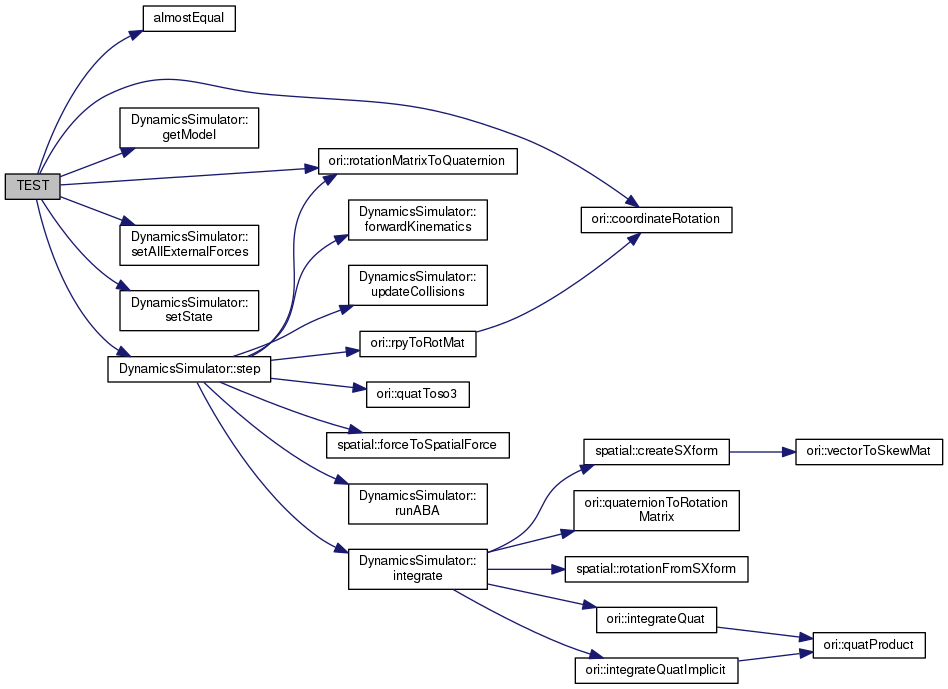 almostEqual
DynamicsSimulator::
getModel
ori::rotationMatrixToQuaternion
TEST
DynamicsSimulator::
forwardKinematics
ori::coordinateRotation
DynamicsSimulator::
setAllExternalForces
DynamicsSimulator::
updateCollisions
DynamicsSimulator::
setState
ori::rpyToRotMat
DynamicsSimulator::step
ori::quatToso3
spatial::forceToSpatialForce
spatial::createSXform
ori::vectorToSkewMat
DynamicsSimulator::
runABA
ori::quaternionToRotation
Matrix
DynamicsSimulator::
integrate
spatial::rotationFromSXform
ori::integrateQuat
ori::quatProduct
ori::integrateQuatImplicit